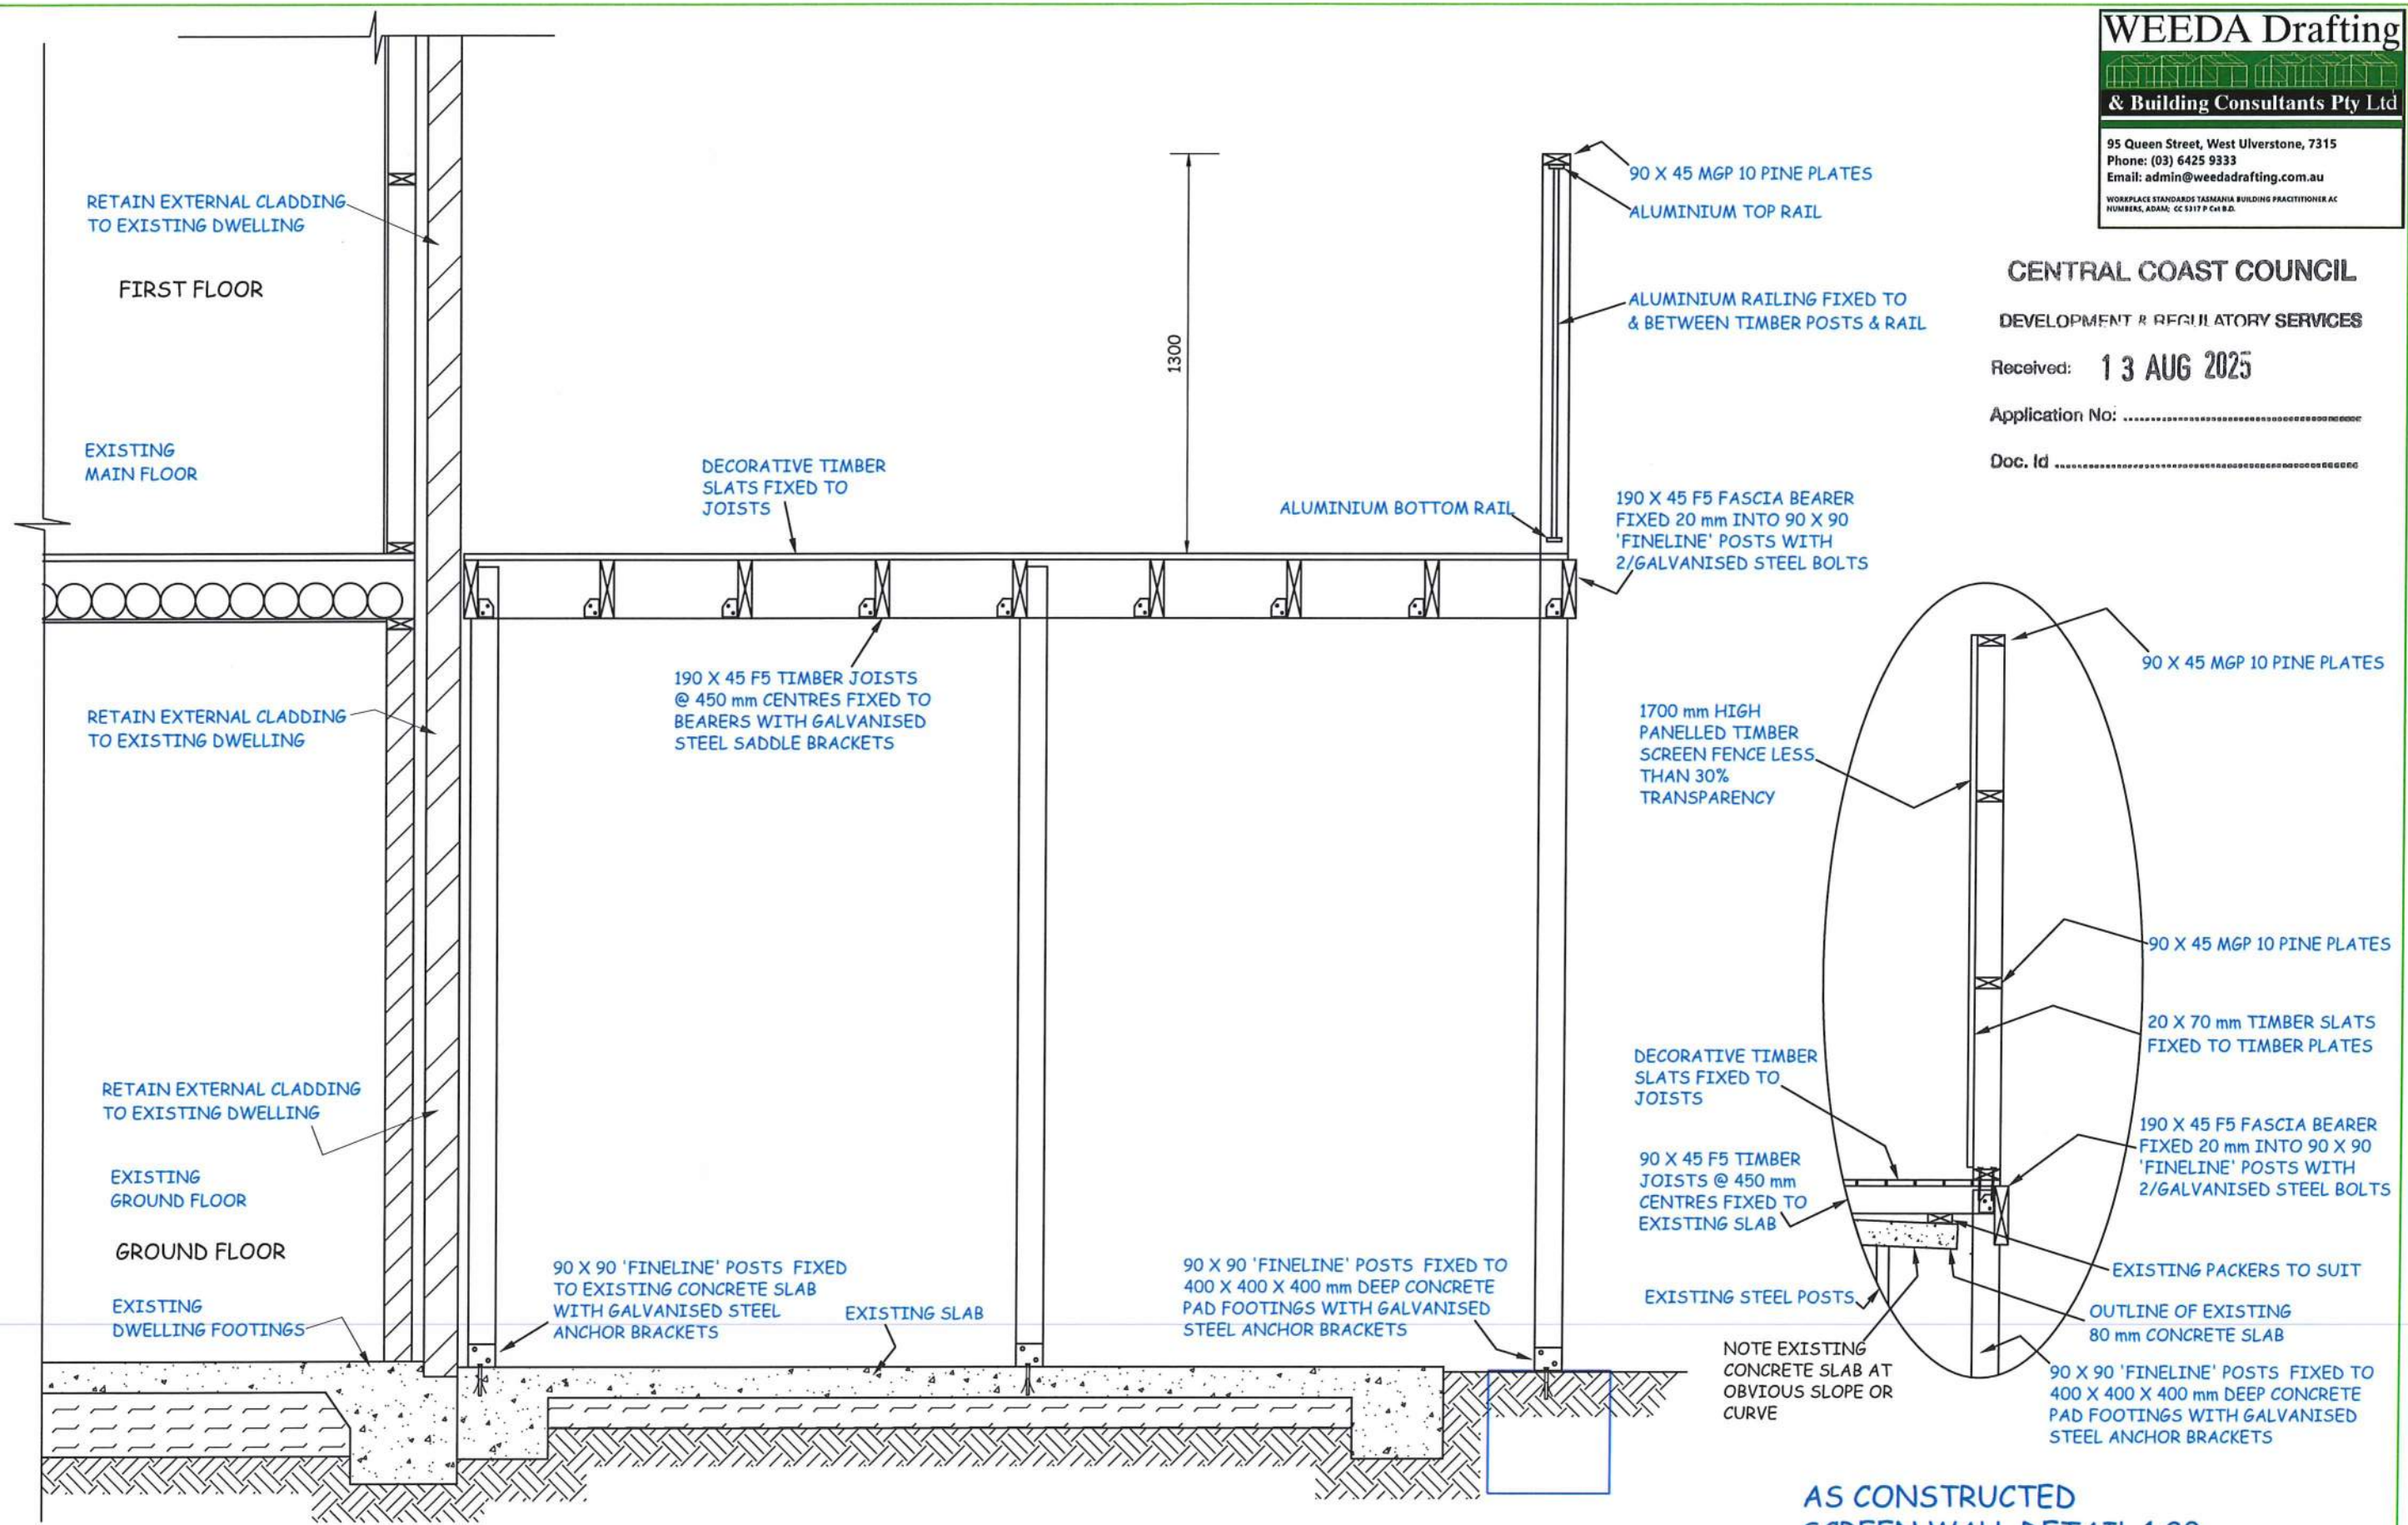 WEEDA Drafting
& Building Consultants Pty Ltd
95 Queen Street, West Ulverstone, 7315
Phone: (03) 6425 9333
Email: admin@weedadrafting.com.au
WORKPLACE STANDARDS TASMANIA BUILDING PRACTITIONER AC
NUMBERS, ADAM; CC 5317 P Cat B.D.
CENTRAL COAST COUNCIL
DEVELOPMENT & REGULATORY SERVICES
Received: 13 AUG 2025
Application No:
Doc. Id
RETAIN EXTERNAL CLADDING
TO EXISTING DWELLING
FIRST FLOOR
EXISTING
MAIN FLOOR
DECORATIVE TIMBER
SLATS FIXED TO
JOISTS
1300
90 X 45 MGP 10 PINE PLATES
ALUMINIUM TOP RAIL
ALUMINIUM RAILING FIXED TO
& BETWEEN TIMBER POSTS & RAIL
ALUMINIUM BOTTOM RAIL
190 X 45 F5 FASCIA BEARER
FIXED 20 mm INTO 90 X 90
'FINELINE' POSTS WITH
2/GALVANISED STEEL BOLTS
190 X 45 F5 TIMBER JOISTS
@ 450 mm CENTRES FIXED TO
BEARERS WITH GALVANISED
STEEL SADDLE BRACKETS
RETAIN EXTERNAL CLADDING
TO EXISTING DWELLING
RETAIN EXTERNAL CLADDING
TO EXISTING DWELLING
EXISTING
GROUND FLOOR
GROUND FLOOR
EXISTING
DWELLING FOOTINGS
90 X 90 'FINELINE' POSTS FIXED
TO EXISTING CONCRETE SLAB
WITH GALVANISED STEEL
ANCHOR BRACKETS
EXISTING SLAB
90 X 90 'FINELINE' POSTS FIXED TO
400 X 400 X 400 mm DEEP CONCRETE
PAD FOOTINGS WITH GALVANISED
STEEL ANCHOR BRACKETS
1700 mm HIGH
PANELLED TIMBER
SCREEN FENCE LESS
THAN 30%
TRANSPARENCY
90 X 45 MGP 10 PINE PLATES
90 X 45 MGP 10 PINE PLATES
20 X 70 mm TIMBER SLATS
FIXED TO TIMBER PLATES
DECORATIVE TIMBER
SLATS FIXED TO
JOISTS
90 X 45 F5 TIMBER
JOISTS @ 450 mm
CENTRES FIXED TO
EXISTING SLAB
190 X 45 F5 FASCIA BEARER
FIXED 20 mm INTO 90 X 90
'FINELINE' POSTS WITH
2/GALVANISED STEEL BOLTS
EXISTING PACKERS TO SUIT
EXISTING STEEL POSTS
OUTLINE OF EXISTING
80 mm CONCRETE SLAB
NOTE EXISTING
CONCRETE SLAB AT
OBVIOUS SLOPE OR
CURVE
90 X 90 'FINELINE' POSTS FIXED TO
400 X 400 X 400 mm DEEP CONCRETE
PAD FOOTINGS WITH GALVANISED
STEEL ANCHOR BRACKETS
AS CONSTRUCTED
SCREEN WALL DETAIL